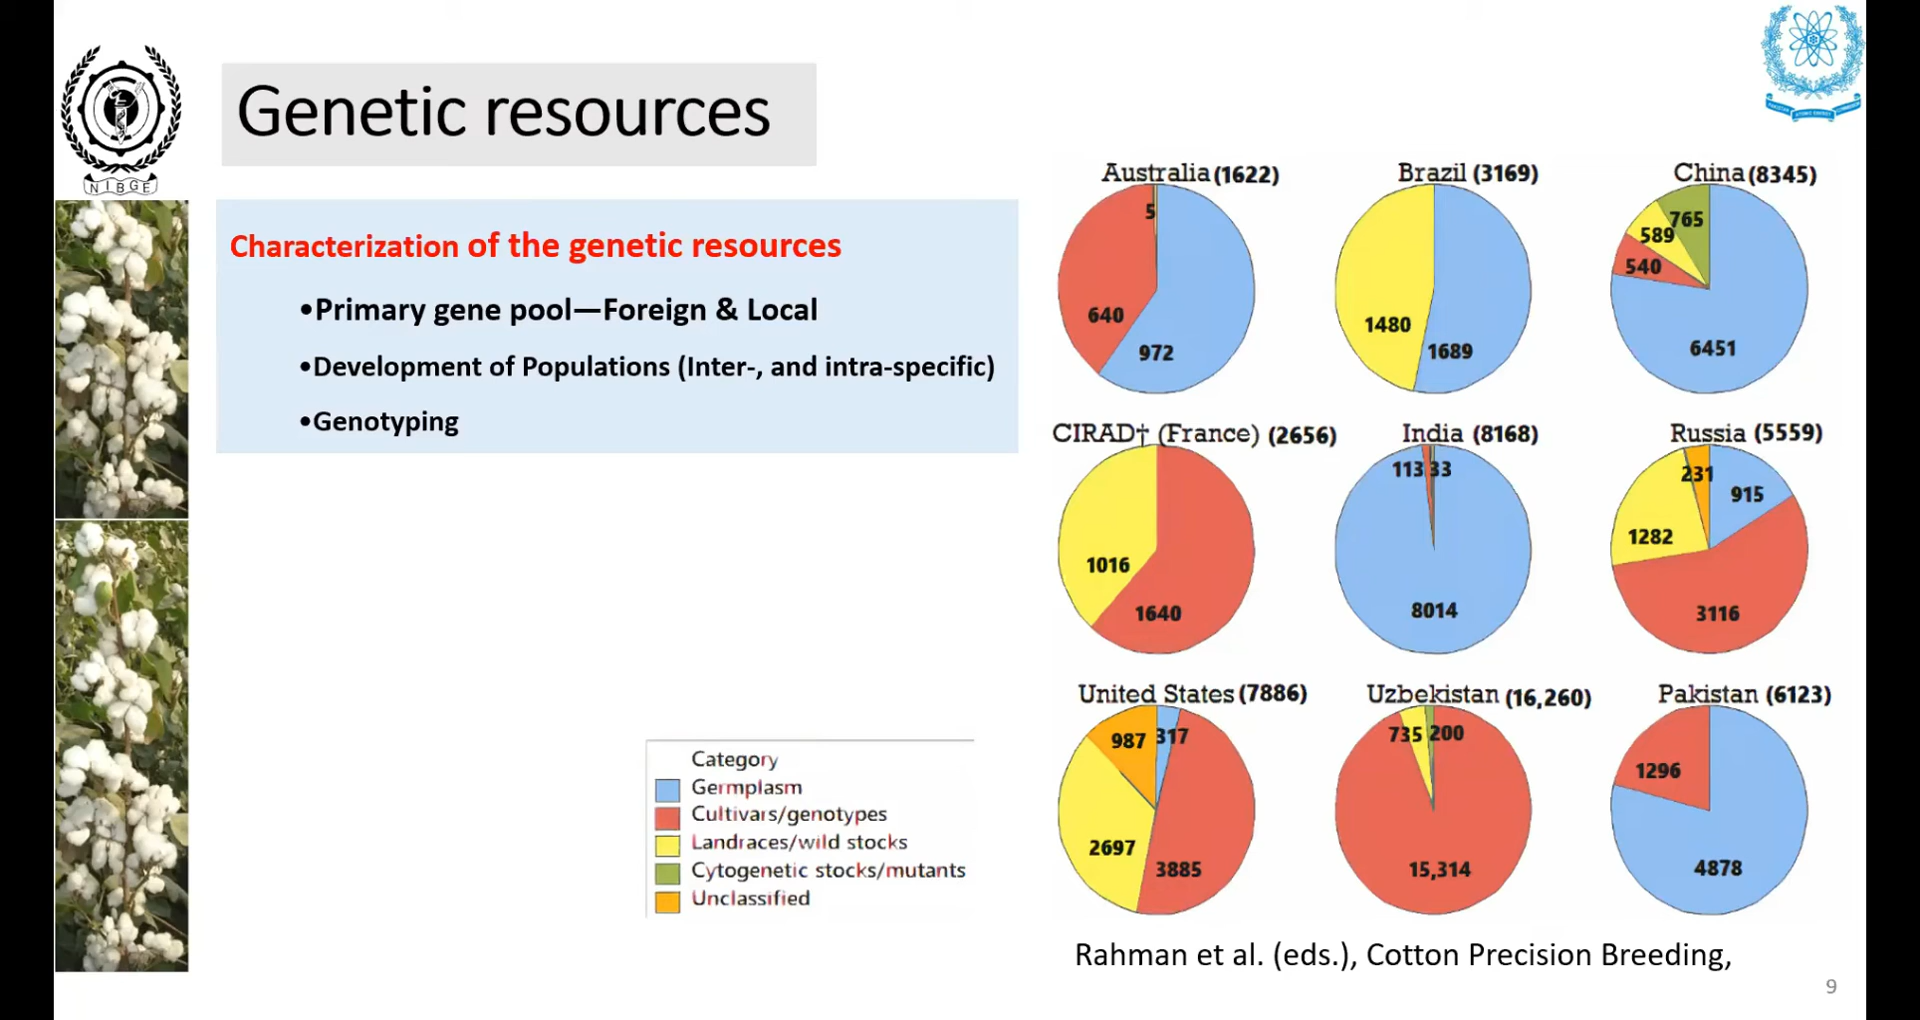 Genetic resources
NIBGE
Characterization of the genetic resources
•Primary gene pool—Foreign & Local
•Development of Populations (Inter-, and intra-specific)
•Genotyping
Australia (1622)
5
640
972
Brazil (3169)
1480
1689
China (8345)
765
589
540
6451
CIRAD† (France) (2656)
1016
1640
India (8168)
113 33
8014
Russia (5559)
231
915
1282
3116
United States (7886)
987 317
2697
3885
Uzbekistan (16,260)
735 200
15,314
Pakistan (6123)
1296
4878
Category
Germplasm
Cultivars/genotypes
Landraces/wild stocks
Cytogenetic stocks/mutants
Unclassified
Rahman et al. (eds.), Cotton Precision Breeding,
9